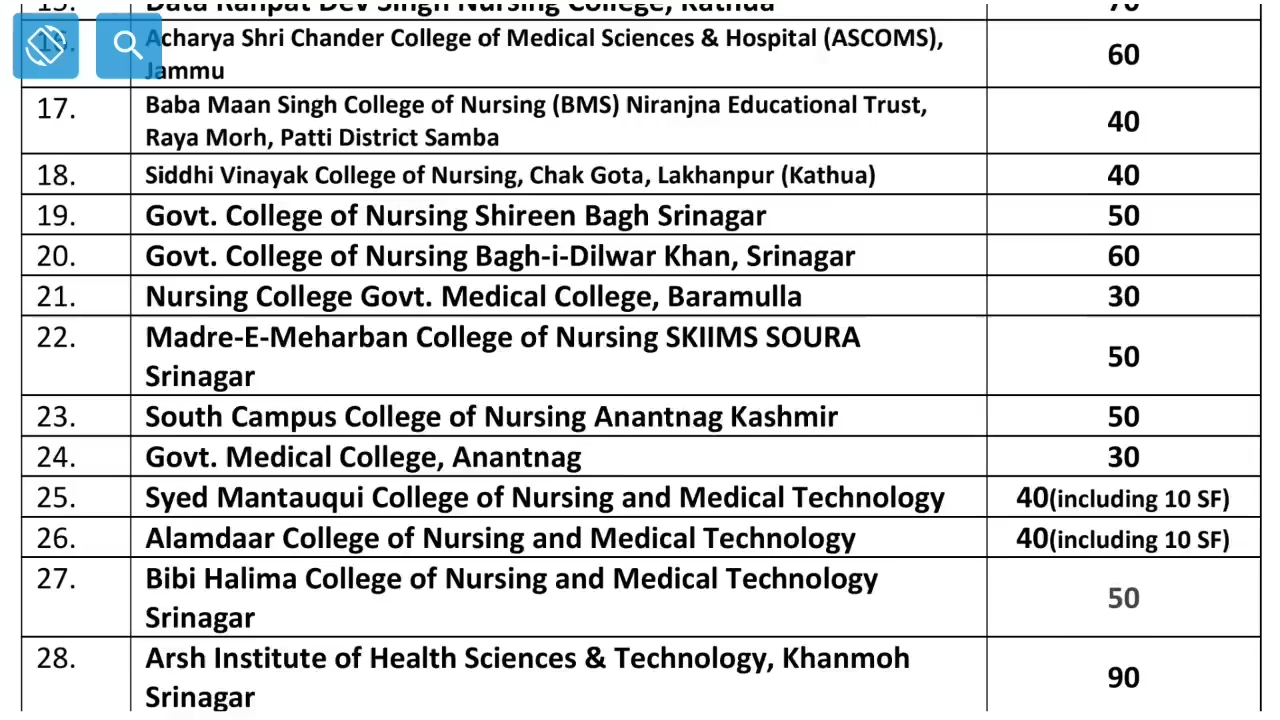 Nursing College, Kathua
Acharya Shri Chander College of Medical Sciences & Hospital (ASCOMS),
Jammu
60
17.
Baba Maan Singh College of Nursing (BMS) Niranjna Educational Trust,
Raya Morh, Patti District Samba
40
18.
Siddhi Vinayak College of Nursing, Chak Gota, Lakhanpur (Kathua)
40
19.
Govt. College of Nursing Shireen Bagh Srinagar
50
20.
Govt. College of Nursing Bagh-i-Dilwar Khan, Srinagar
60
21.
Nursing College Govt. Medical College, Baramulla
30
22.
Madre-E-Meharban College of Nursing SKIIMS SOURA
Srinagar
50
23.
South Campus College of Nursing Anantnag Kashmir
50
24.
Govt. Medical College, Anantnag
30
25.
Syed Mantauqui College of Nursing and Medical Technology
40(including 10 SF)
26.
Alamdaar College of Nursing and Medical Technology
40(including 10 SF)
27.
Bibi Halima College of Nursing and Medical Technology
Srinagar
50
28.
Arsh Institute of Health Sciences & Technology, Khanmoh
Srinagar
90